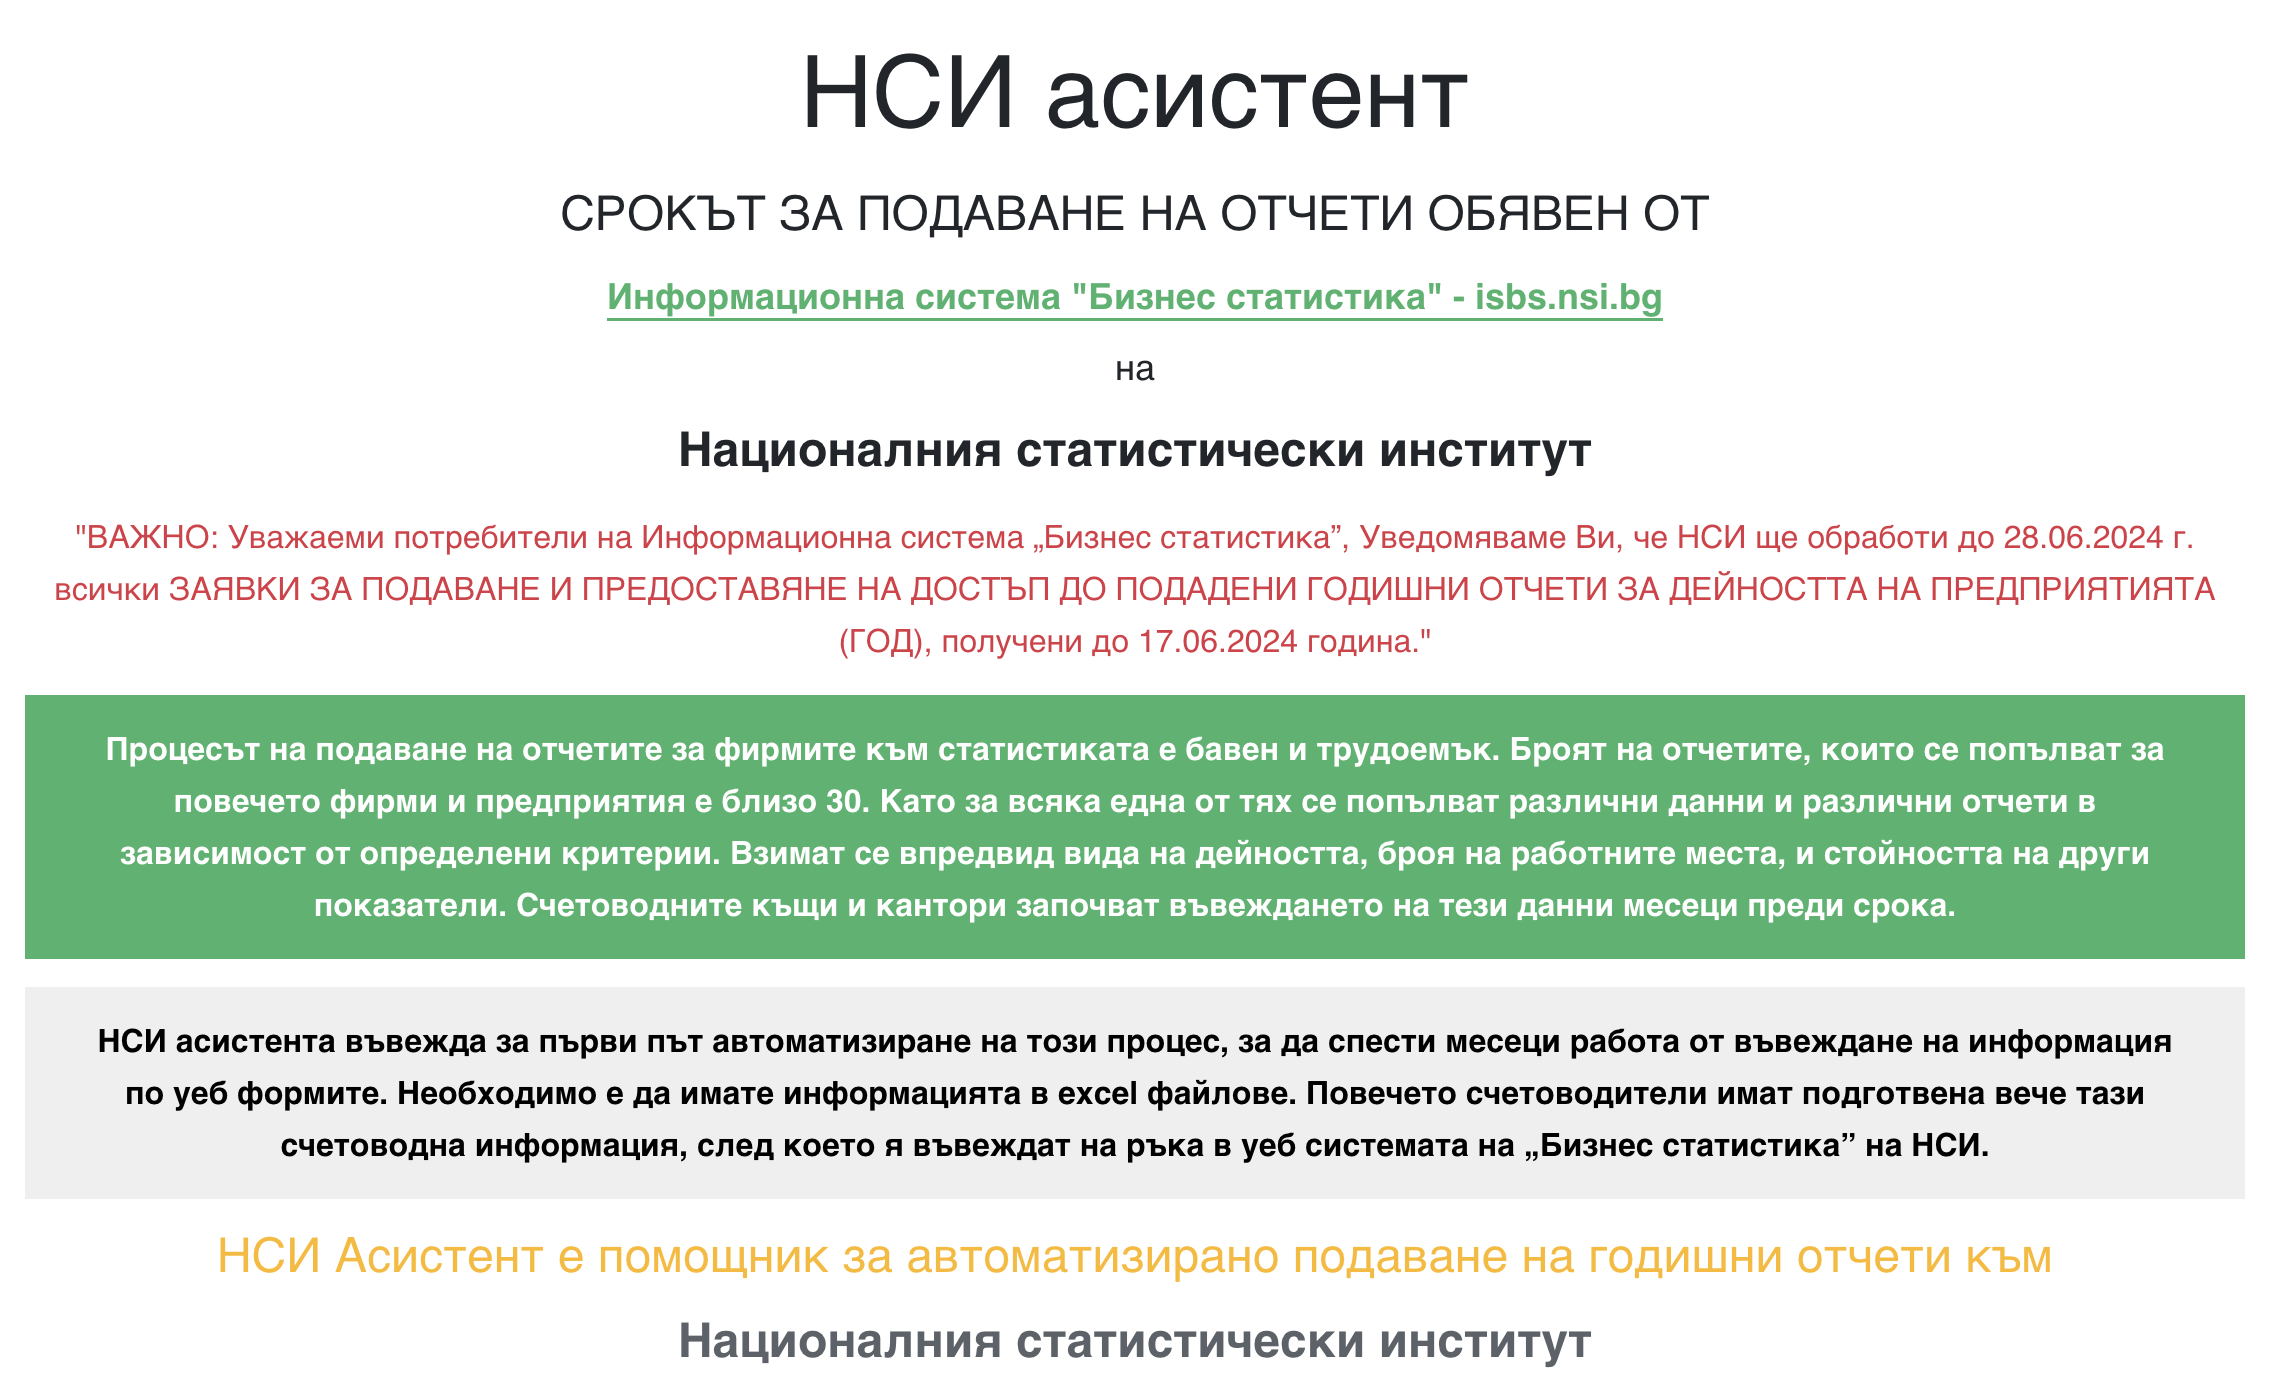 НСИ асистент
СРОКЪТ ЗА ПОДАВАНЕ НА ОТЧЕТИ ОБЯВЕН ОТ
Информационна система "Бизнес статистика" - isbs.nsi.bg
на
Националния статистически институт
"ВАЖНО: Уважаеми потребители на Информационна система „Бизнес статистика”, Уведомяваме Ви, че НСИ ще обработи до 28.06.2024 г.
всички ЗАЯВКИ ЗА ПОДАВАНЕ И ПРЕДОСТАВЯНЕ НА ДОСТЪП ДО ПОДАДЕНИ ГОДИШНИ ОТЧЕТИ ЗА ДЕЙНОСТТА НА ПРЕДПРИЯТИЯТА
(ГОД), получени до 17.06.2024 година."
Процесът на подаване на отчетите за фирмите към статистиката е бавен и трудоемък. Броят на отчетите, които се попълват за
повечето фирми и предприятия е близо 30. Като за всяка една от тях се попълват различни данни и различни отчети в
зависимост от определени критерии. Взимат се впредвид вида на дейността, броя на работните места, и стойността на други
показатели. Счетоводните къщи и кантори започват въвеждането на тези данни месеци преди срока.
НСИ асистента въвежда за първи път автоматизиране на този процес, за да спести месеци работа от въвеждане на информация
по уеб формите. Необходимо е да имате информацията в excel файлове. Повечето счетоводители имат подготвена вече тази
счетоводна информация, след което я въвеждат на ръка в уеб системата на „Бизнес статистика” на НСИ.
НСИ Асистент е помощник за автоматизирано подаване на годишни отчети към
Националния статистически институт